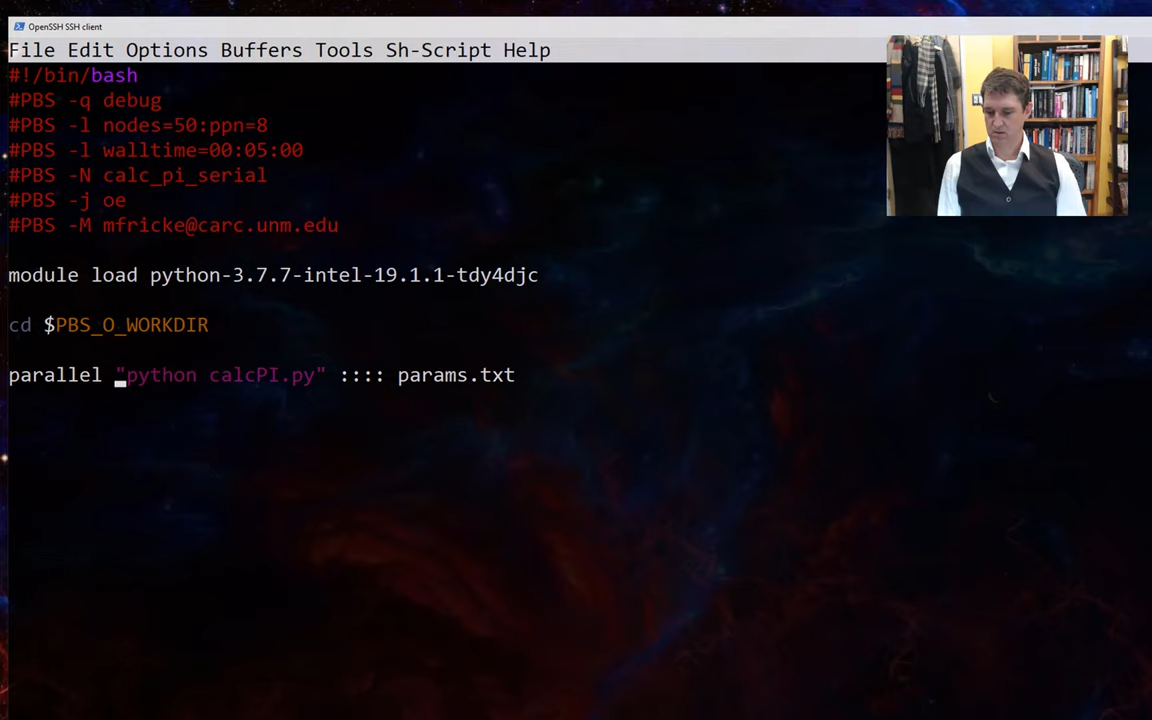 OpenSSH SSH client
File Edit Options Buffers Tools Sh-Script Help
#!/bin/bash
#PBS -q debug
#PBS -l nodes=50:ppn=8
#PBS -l walltime=00:05:00
#PBS -N calc_pi_serial
#PBS -j oe
#PBS -M mfricke@carc.unm.edu
module load python-3.7.7-intel-19.1.1-tdy4djc
cd $PBS_O_WORKDIR
parallel "python calcPI.py" :::: params.txt